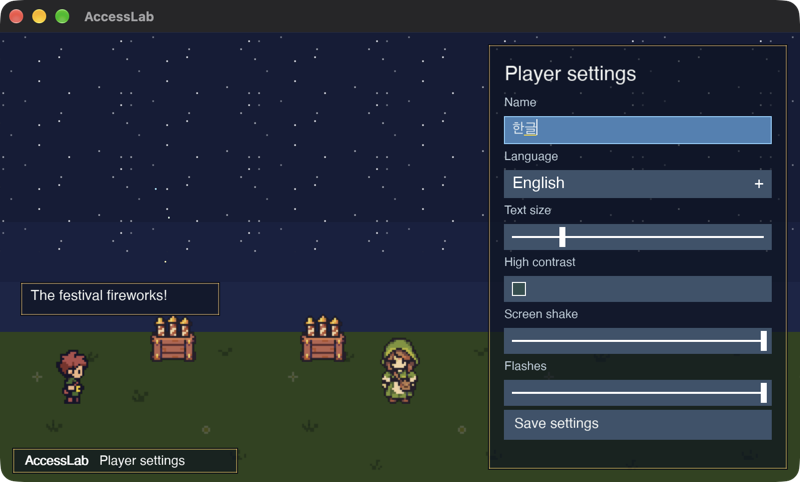 AccessLab
Player settings
Name
한글
Language
English +
Text size
High contrast
Screen shake
Flashes
Save settings
The festival fireworks!
AccessLab Player settings